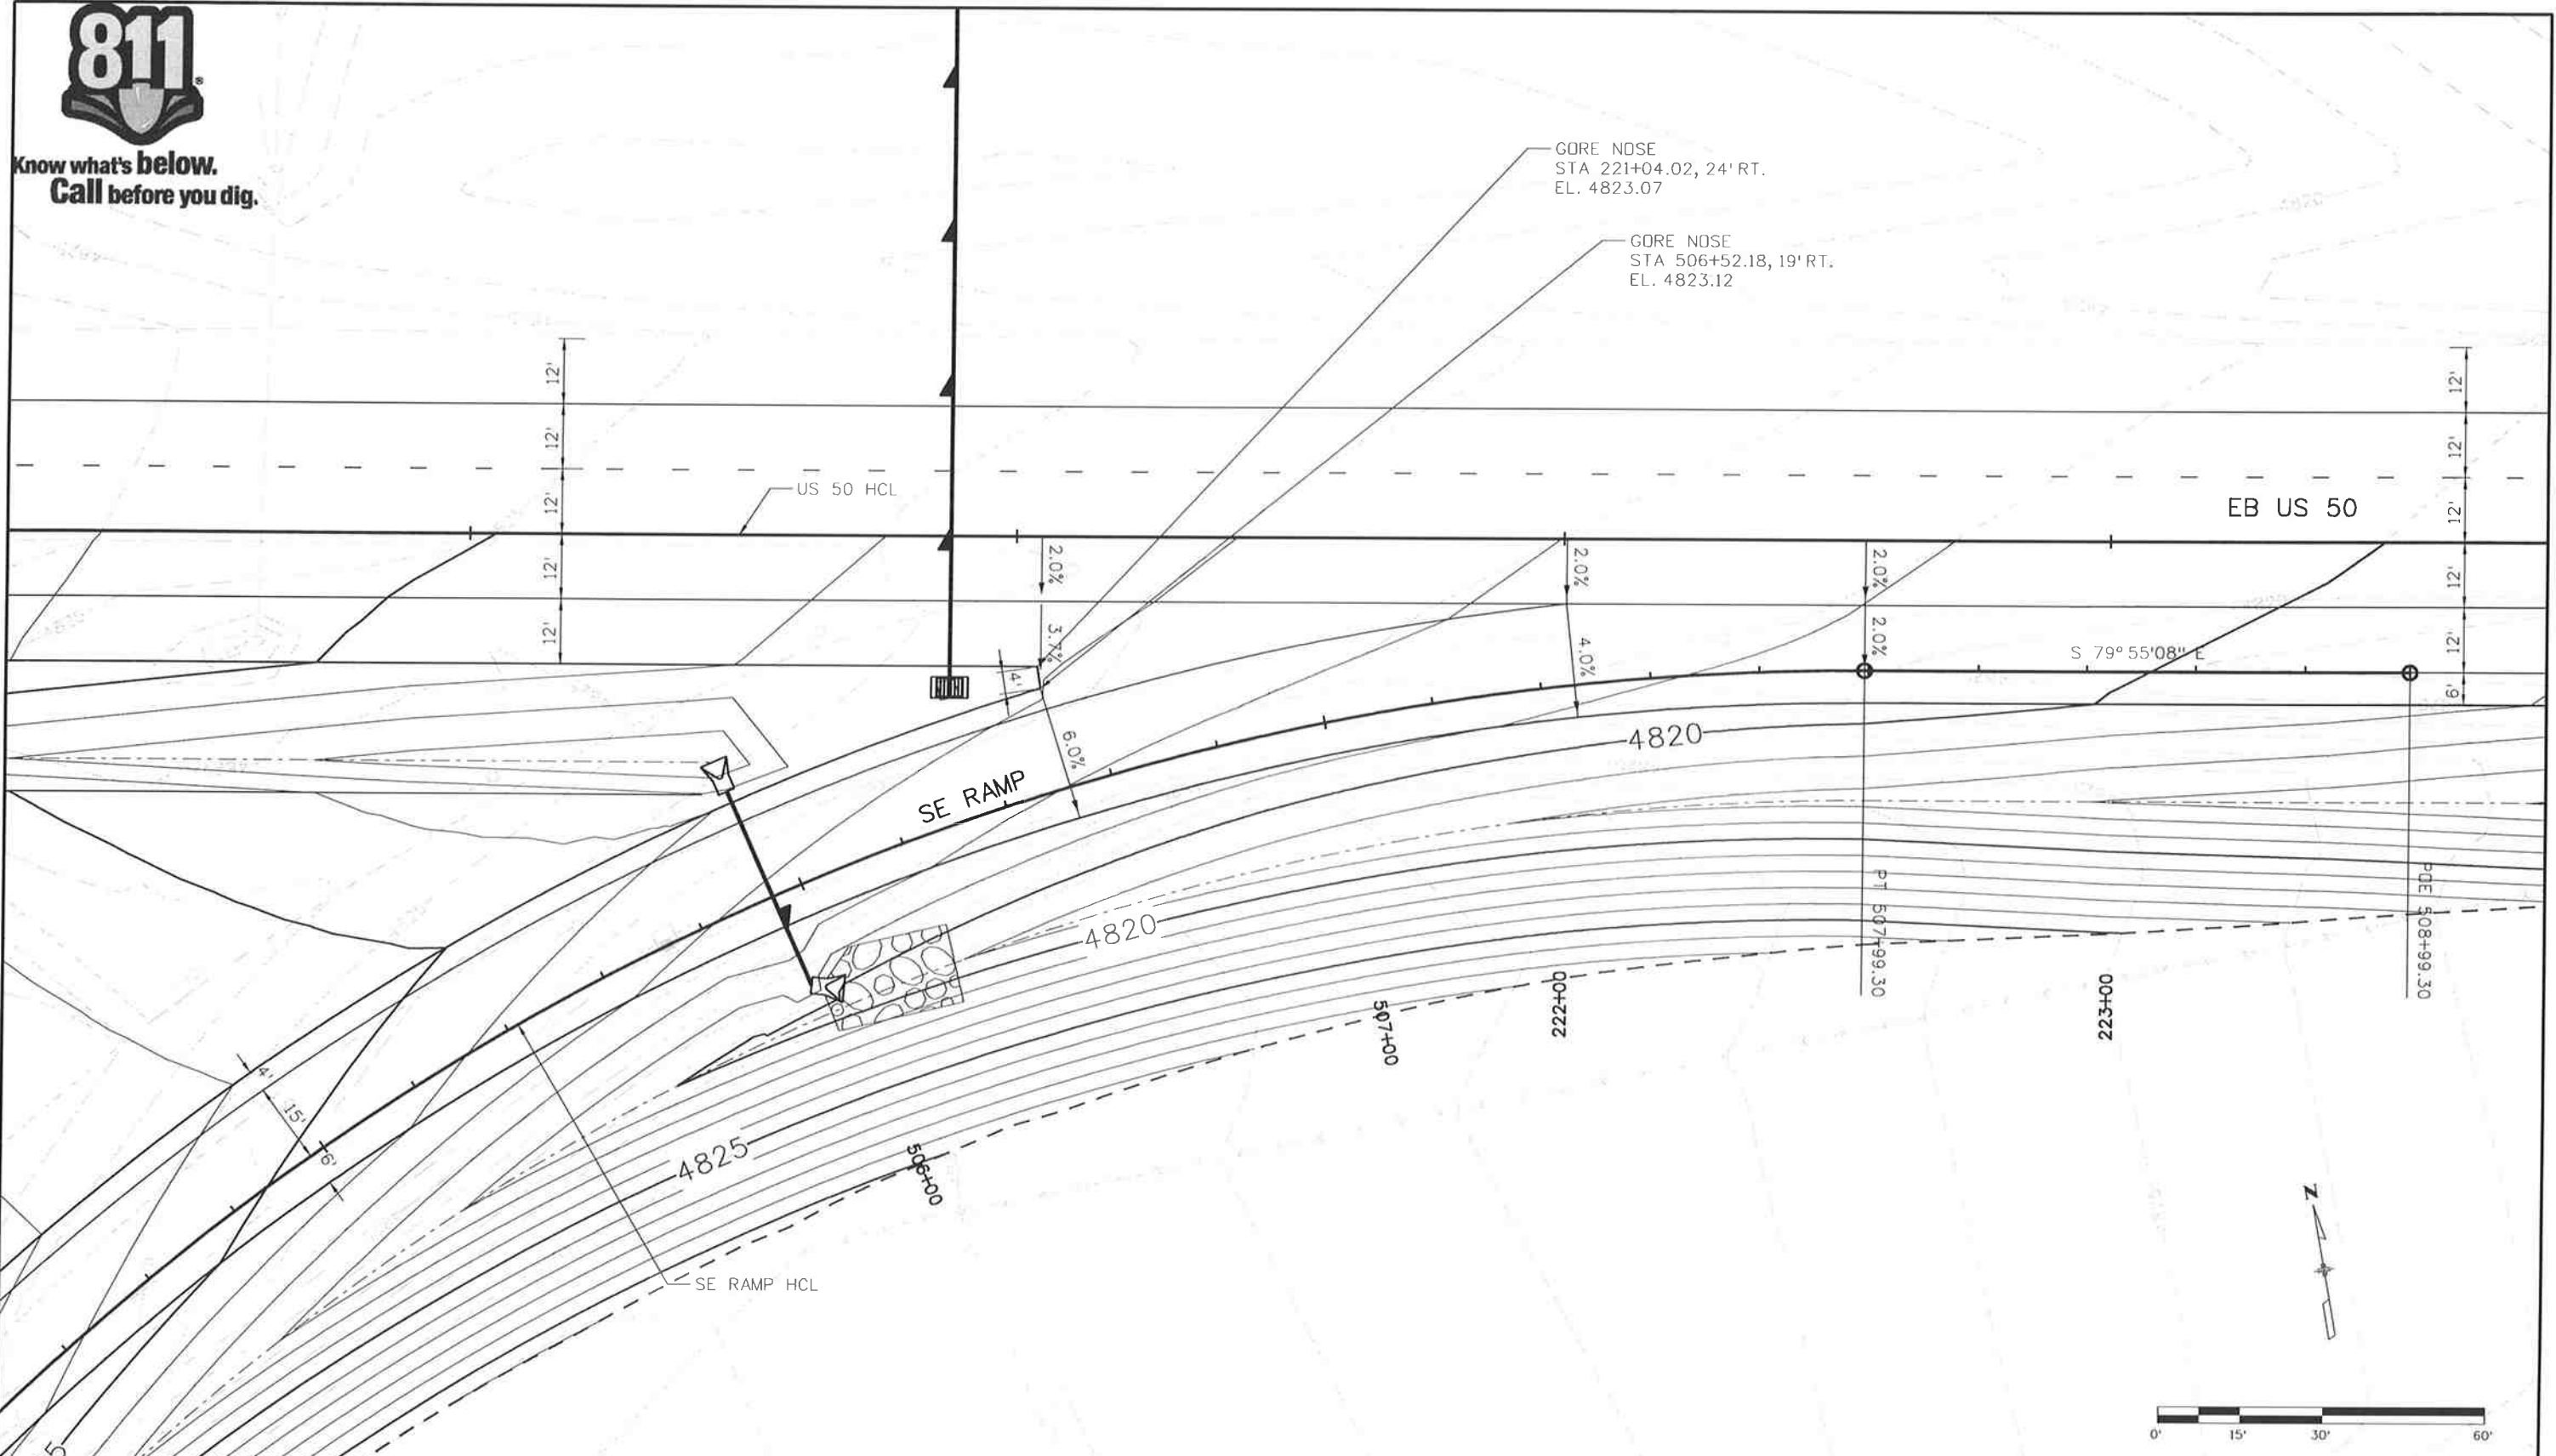 811
Know what's below.
Call before you dig.
GORE NOSE
STA 221+04.02, 24' RT.
EL. 4823.07
GORE NOSE
STA 506+52.18, 19' RT.
EL. 4823.12
12'
12'
12'
12'
12'
US 50 HCL
EB US 50
12'
12'
12'
12'
12'
6'
2.0%
3.7%
2.0%
4.0%
2.0%
2.0%
S 79° 55'08" E
4'
6.0%
SE RAMP
4820
4820
4825
PT 507+99.30
POE 508+99.30
222+00
223+00
507+00
506+00
4'
15'
6'
SE RAMP HCL
N
5
0' 15' 30' 60'